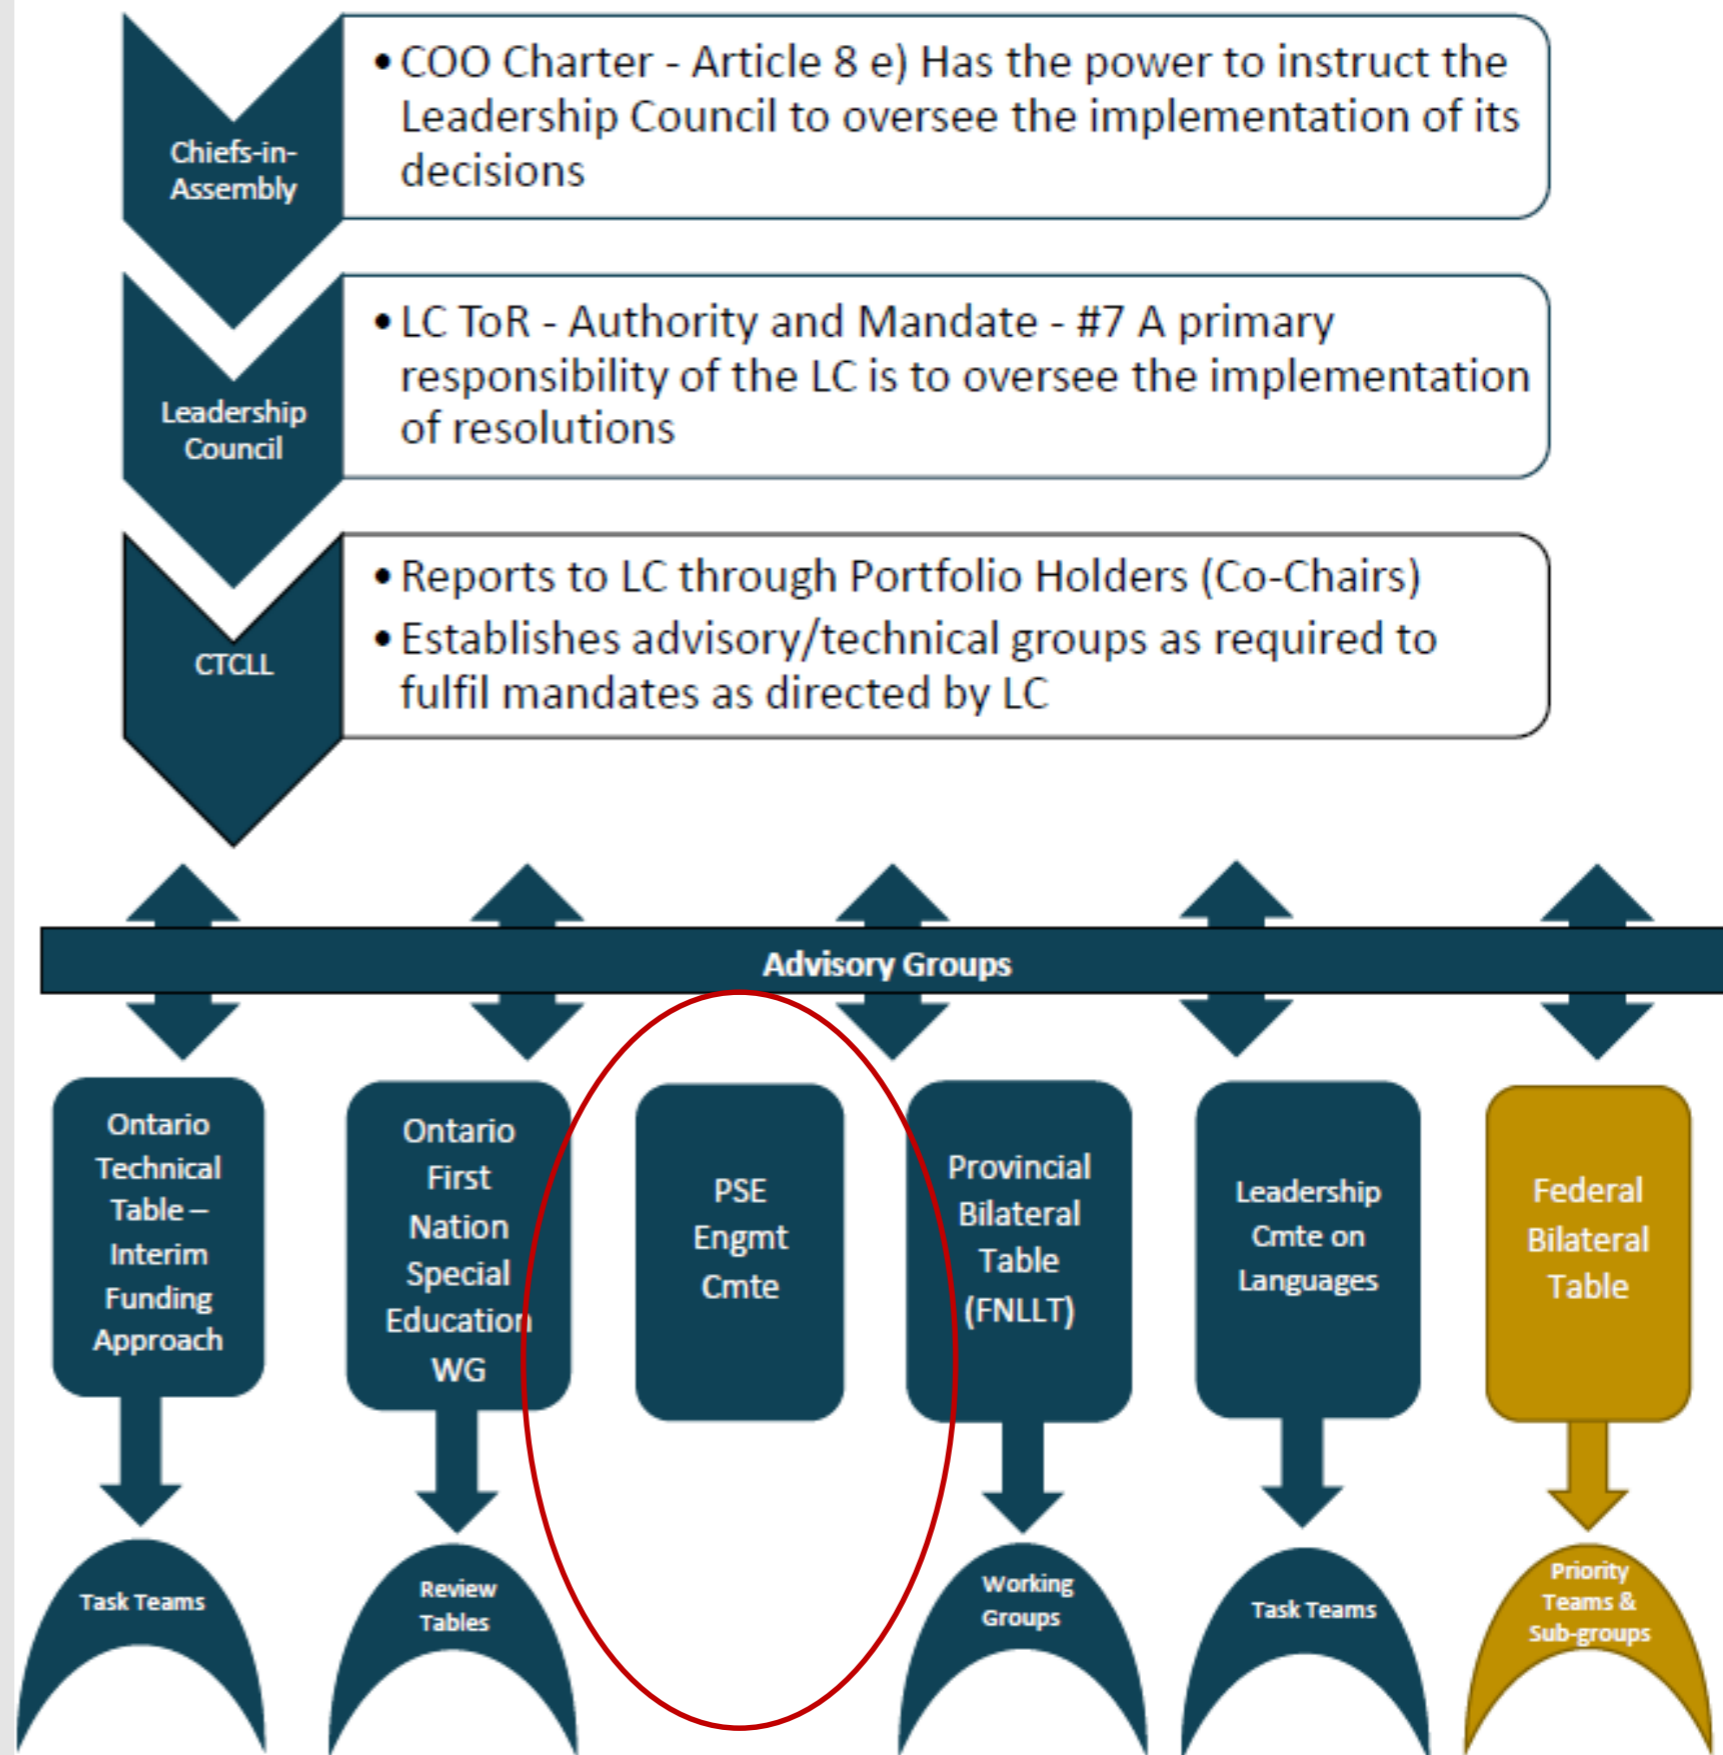 Chiefs-in-
Assembly
• COO Charter - Article 8 e) Has the power to instruct the
Leadership Council to oversee the implementation of its
decisions
Leadership
Council
• LC ToR - Authority and Mandate - #7 A primary
responsibility of the LC is to oversee the implementation
of resolutions
CTCLL
• Reports to LC through Portfolio Holders (Co-Chairs)
• Establishes advisory/technical groups as required to
fulfil mandates as directed by LC
Advisory Groups
Ontario
Technical
Table –
Interim
Funding
Approach
Ontario
First
Nation
Special
Education
WG
PSE
Engmt
Cmte
Provincial
Bilateral
Table
(FNLLT)
Leadership
Cmte on
Languages
Federal
Bilateral
Table
Task Teams
Review
Tables
Working
Groups
Task Teams
Priority
Teams &
Sub-groups